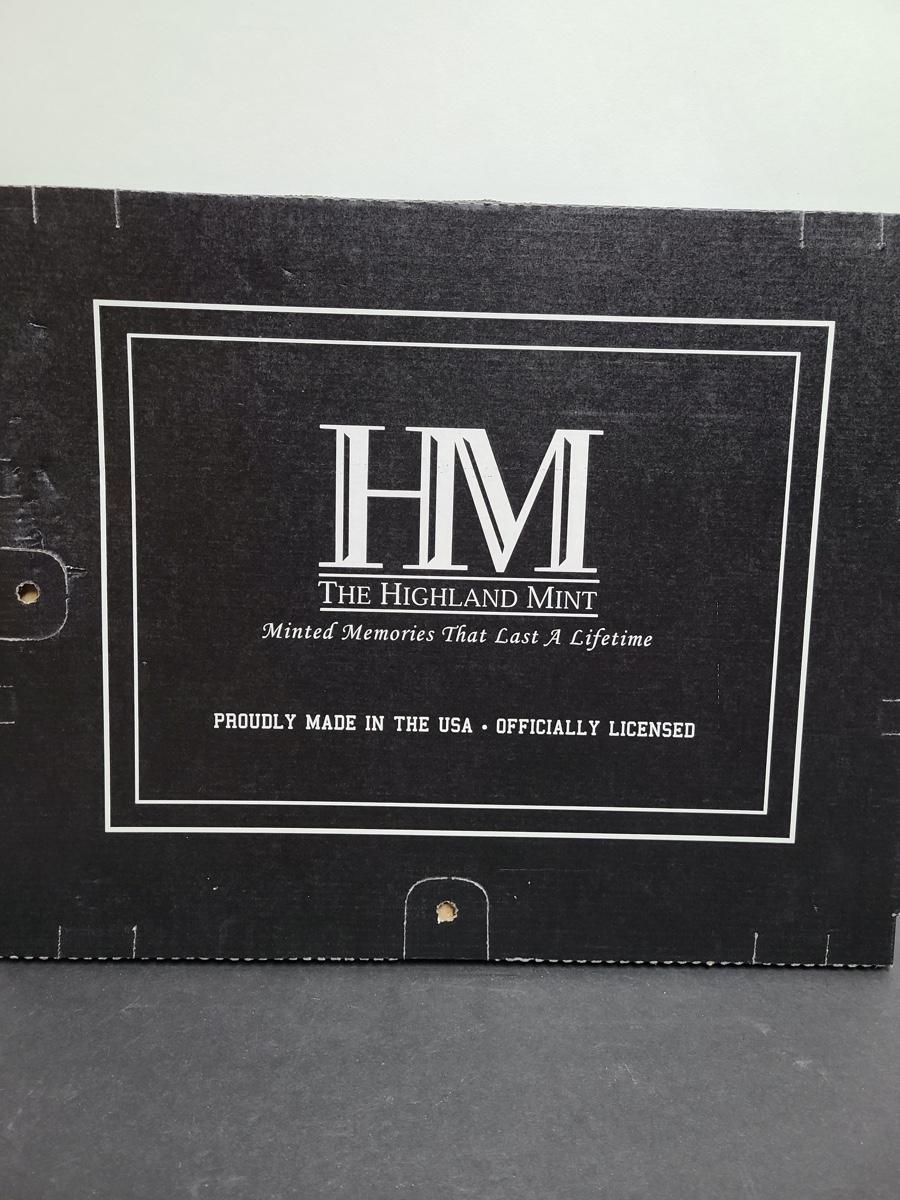 HM
THE HIGHLAND MINT
Minted Memories That Last A Lifetime
PROUDLY MADE IN THE USA • OFFICIALLY LICENSED